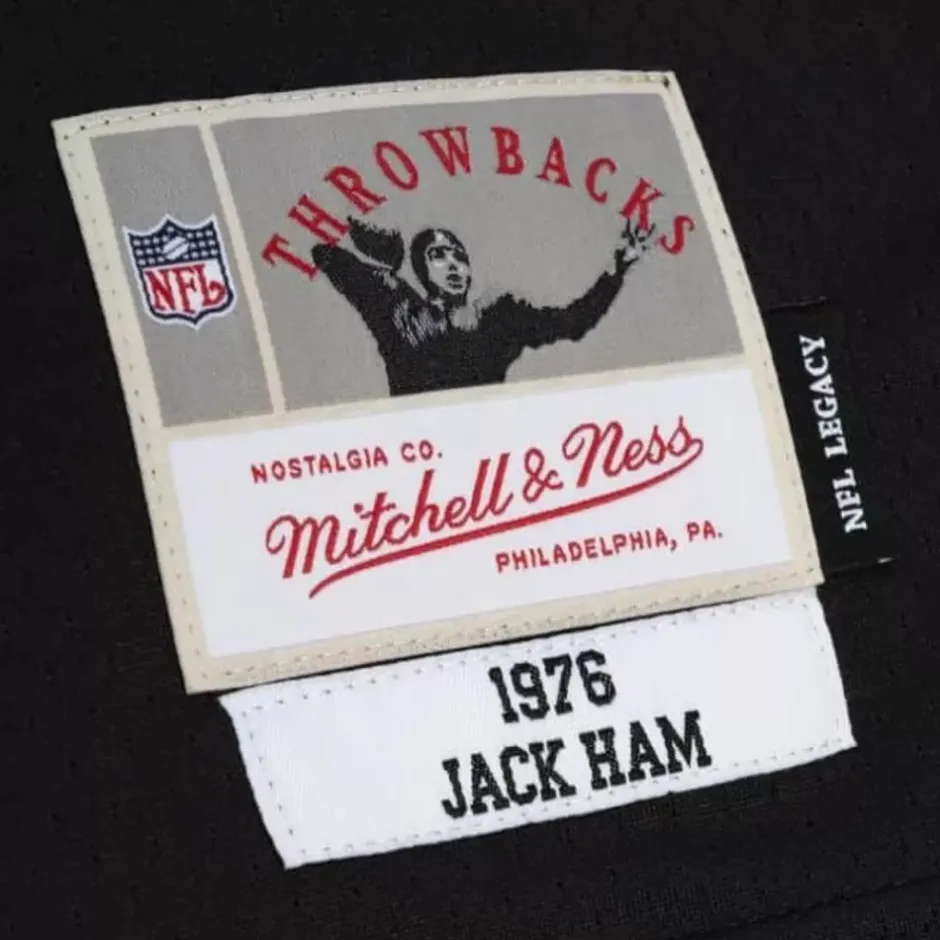 THROWBACKS
NFL
NOSTALGIA CO.
Mitchell & Ness
PHILADELPHIA, PA.
NFL LEGACY
1976
JACK HAM